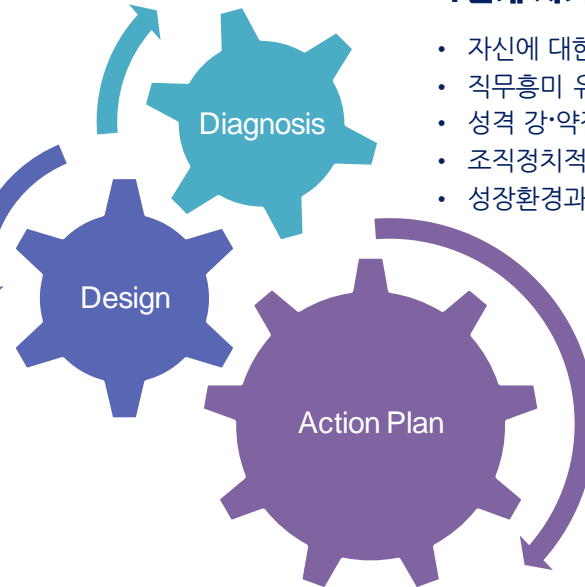 • 자신에 대한
• 직무흥미
• 성격 강·약
• 조직정치적
• 성장환경과
Diagnosis
Design
Action Plan